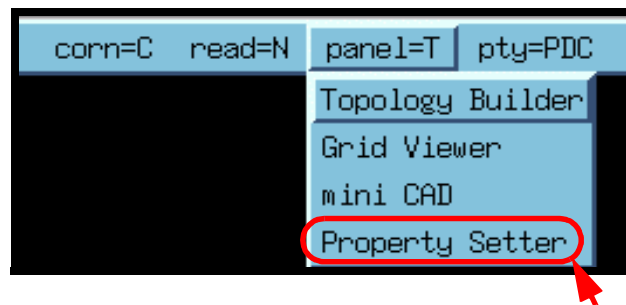 corn=C read=N panel=T pty=PDC
Topology Builder
Grid Viewer
mini CAD
Property Setter